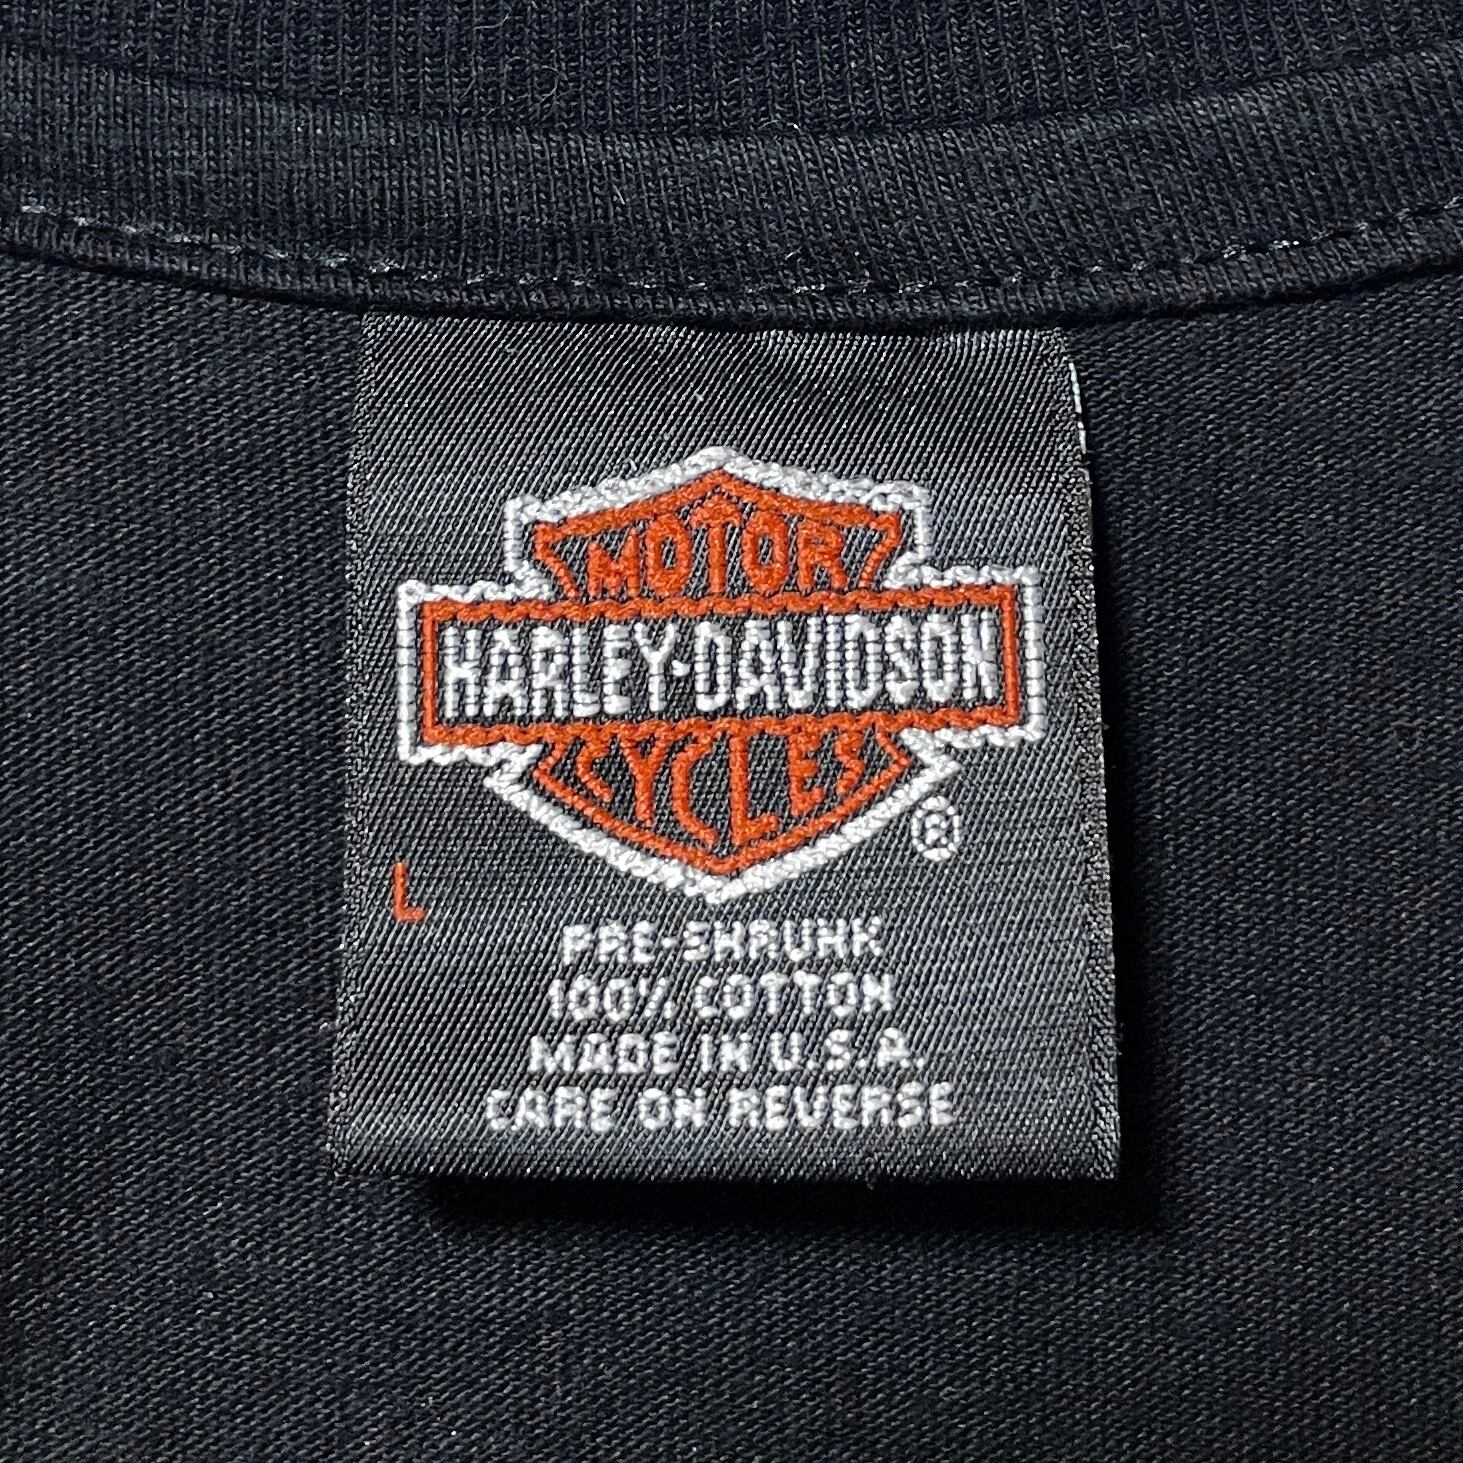 MOTOR
HARLEY-DAVIDSON
CYCLES
®
L
PRE-SHRUNK
100% COTTON
MADE IN U.S.A.
CARE ON REVERSE